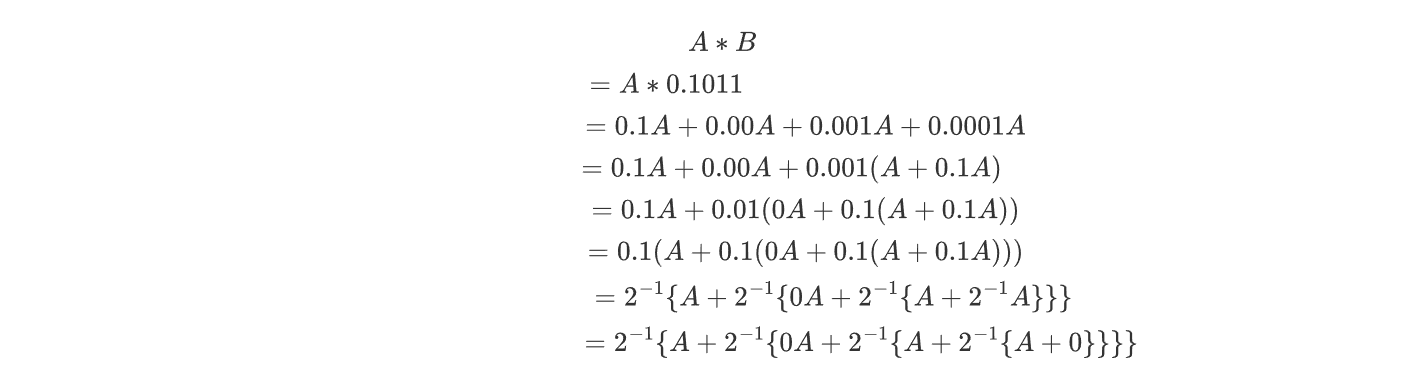 A ∗ B
= A ∗ 0.1011
= 0.1A + 0.00A + 0.001A + 0.0001A
= 0.1A + 0.00A + 0.001(A + 0.1A)
= 0.1A + 0.01(0A + 0.1(A + 0.1A))
= 0.1(A + 0.1(0A + 0.1(A + 0.1A)))
= 2⁻¹{A + 2⁻¹{0A + 2⁻¹{A + 2⁻¹A}}}
= 2⁻¹{A + 2⁻¹{0A + 2⁻¹{A + 2⁻¹{A + 0}}}}